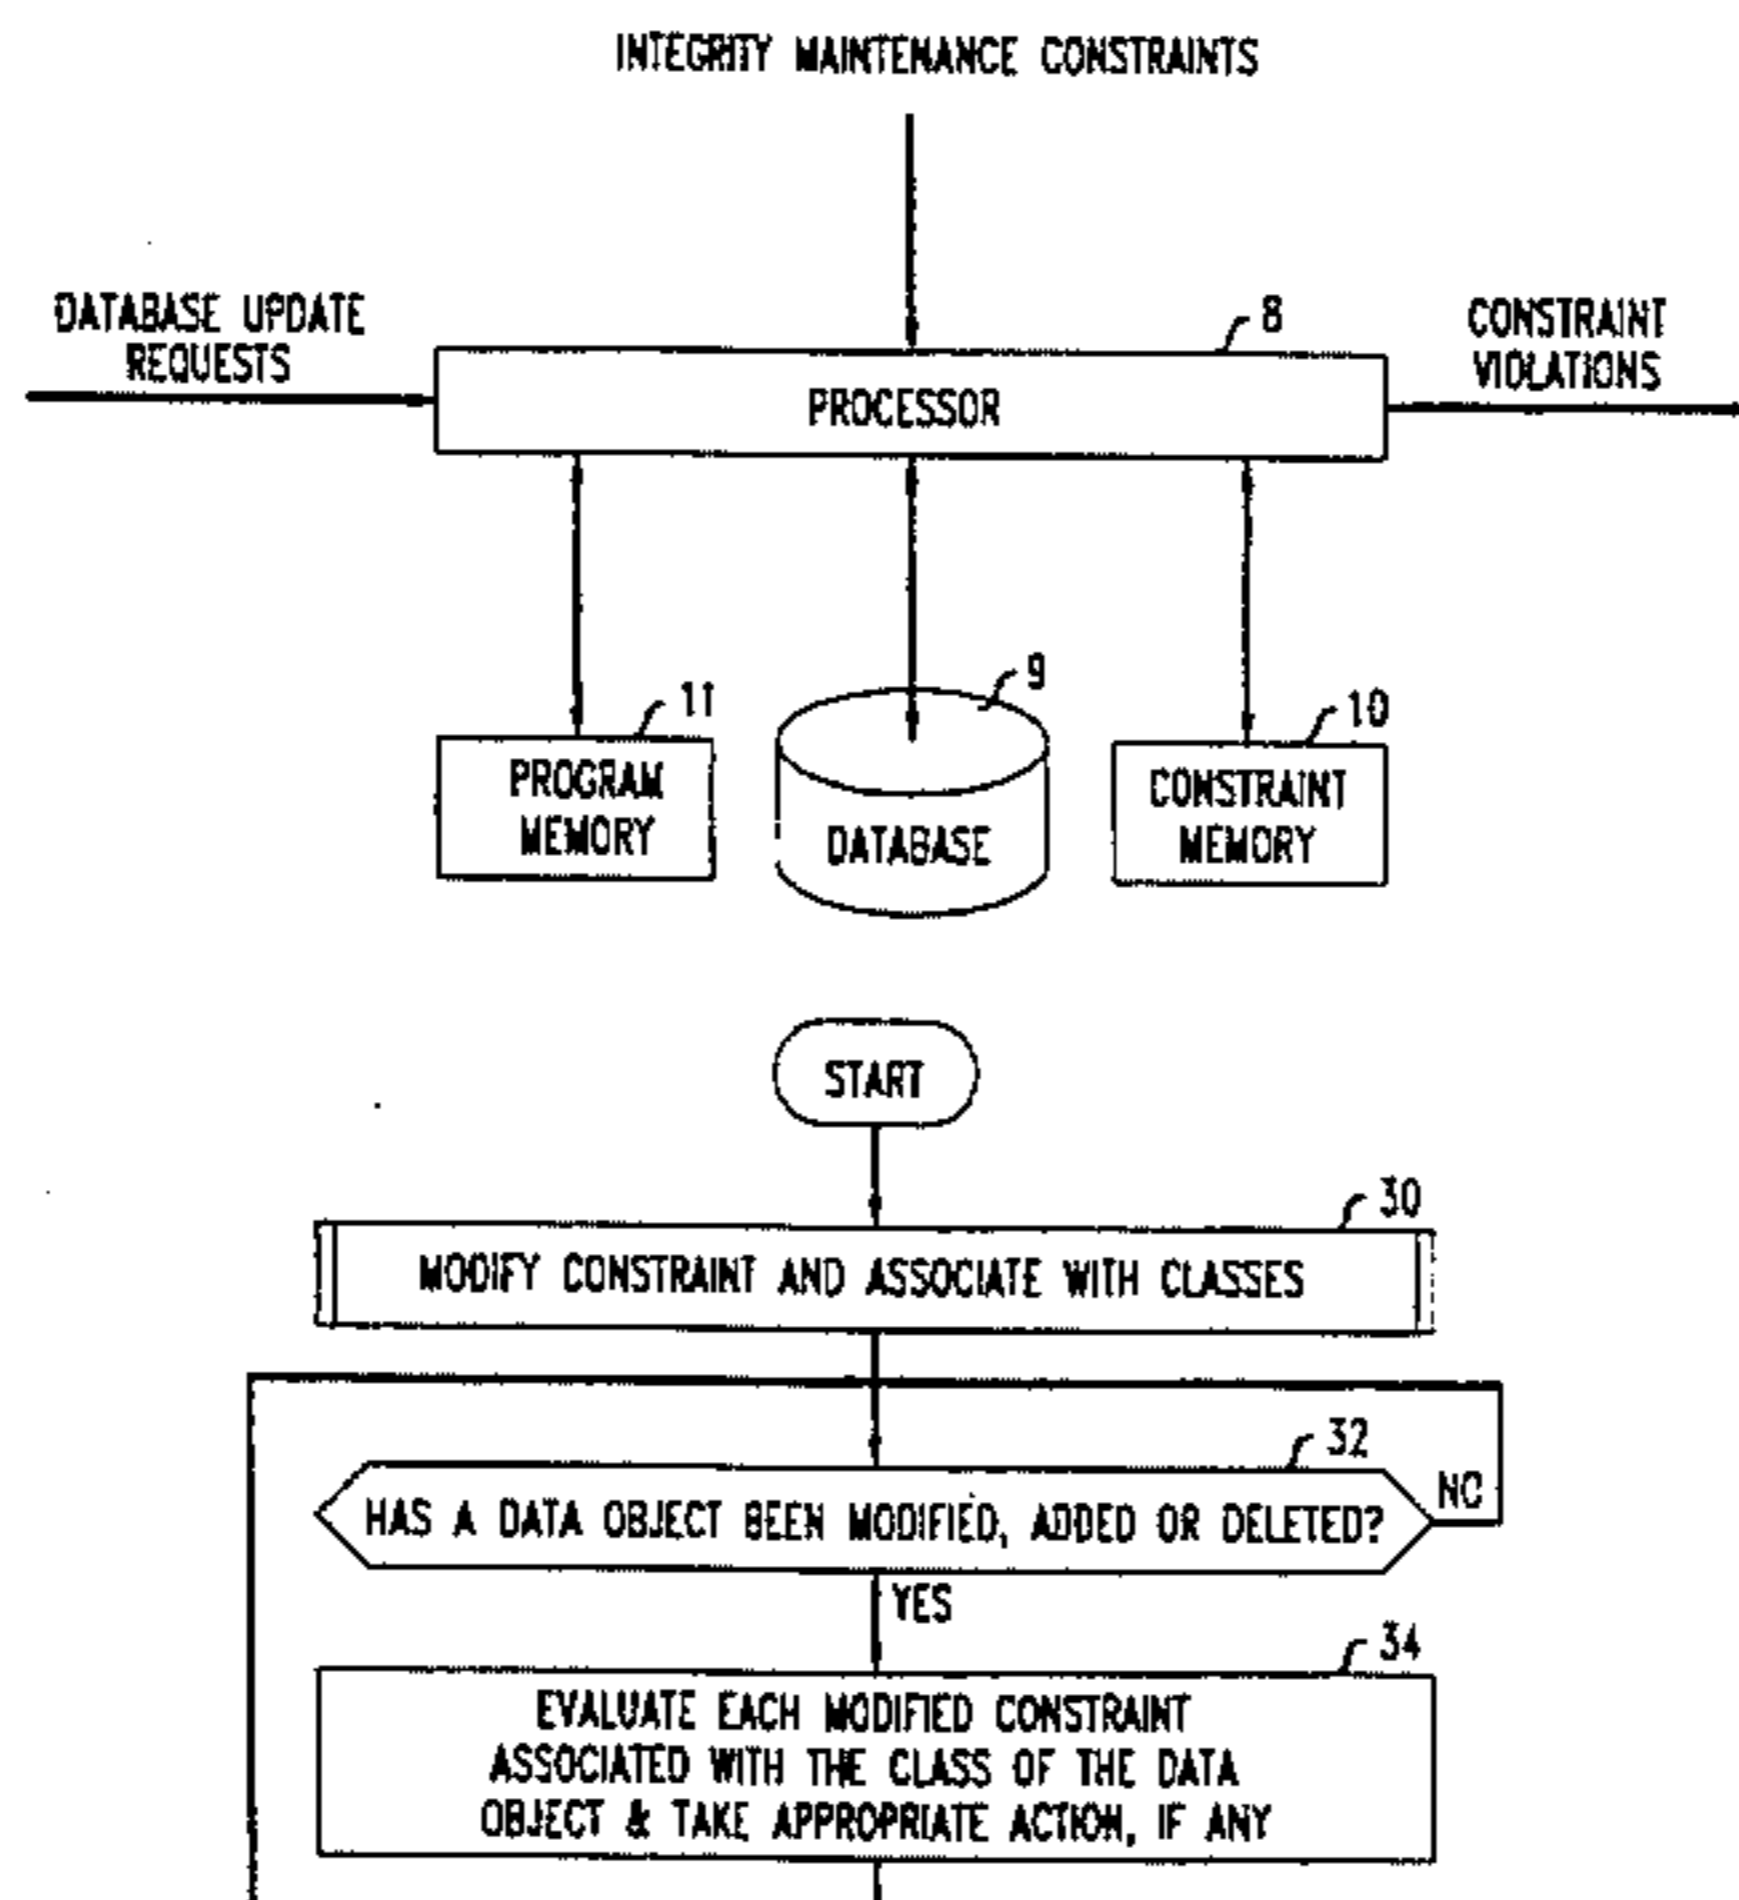 INTEGRITY MAINTENANCE CONSTRAINTS
DATABASE UPDATE
REQUESTS
8
CONSTRAINT
VIOLATIONS
PROCESSOR
11
9
10
PROGRAM
MEMORY
DATABASE
CONSTRAINT
MEMORY
START
30
MODIFY CONSTRAINT AND ASSOCIATE WITH CLASSES
32
NO
HAS A DATA OBJECT BEEN MODIFIED, ADDED OR DELETED?
YES
34
EVALUATE EACH MODIFIED CONSTRAINT
ASSOCIATED WITH THE CLASS OF THE DATA
OBJECT & TAKE APPROPRIATE ACTION, IF ANY